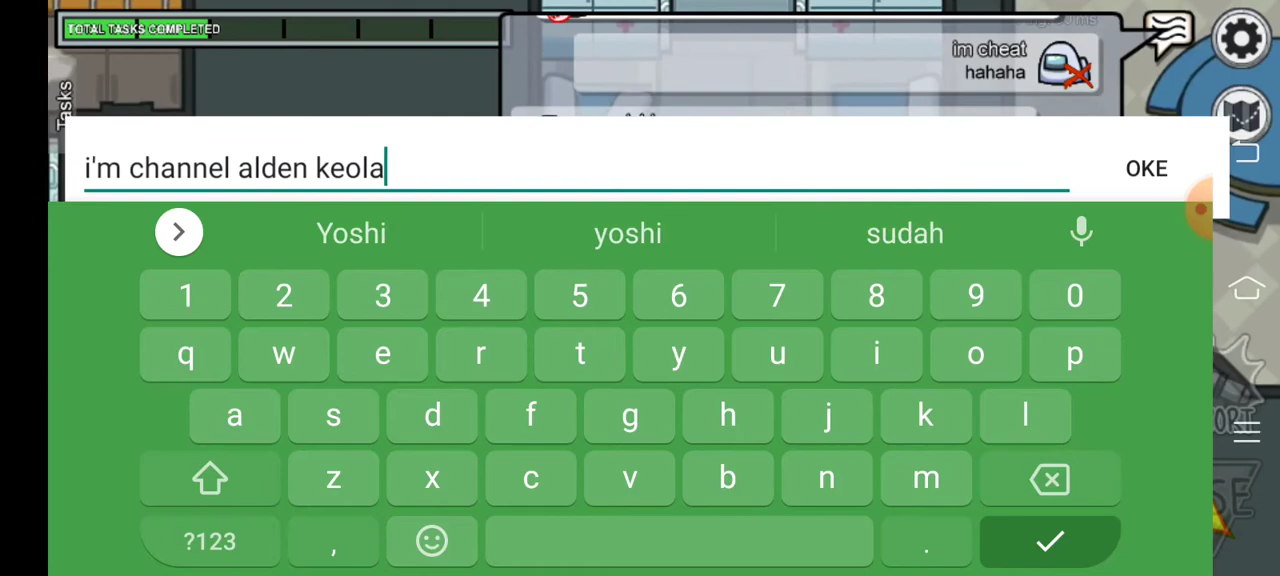 TOTAL TASKS COMPLETED
im cheat
hahaha
Tasks
i'm channel alden keola
OKE
Yoshi yoshi sudah
1 2 3 4 5 6 7 8 9 0
q w e r t y u i o p
a s d f g h j k l
z x c v b n m
?123 , .